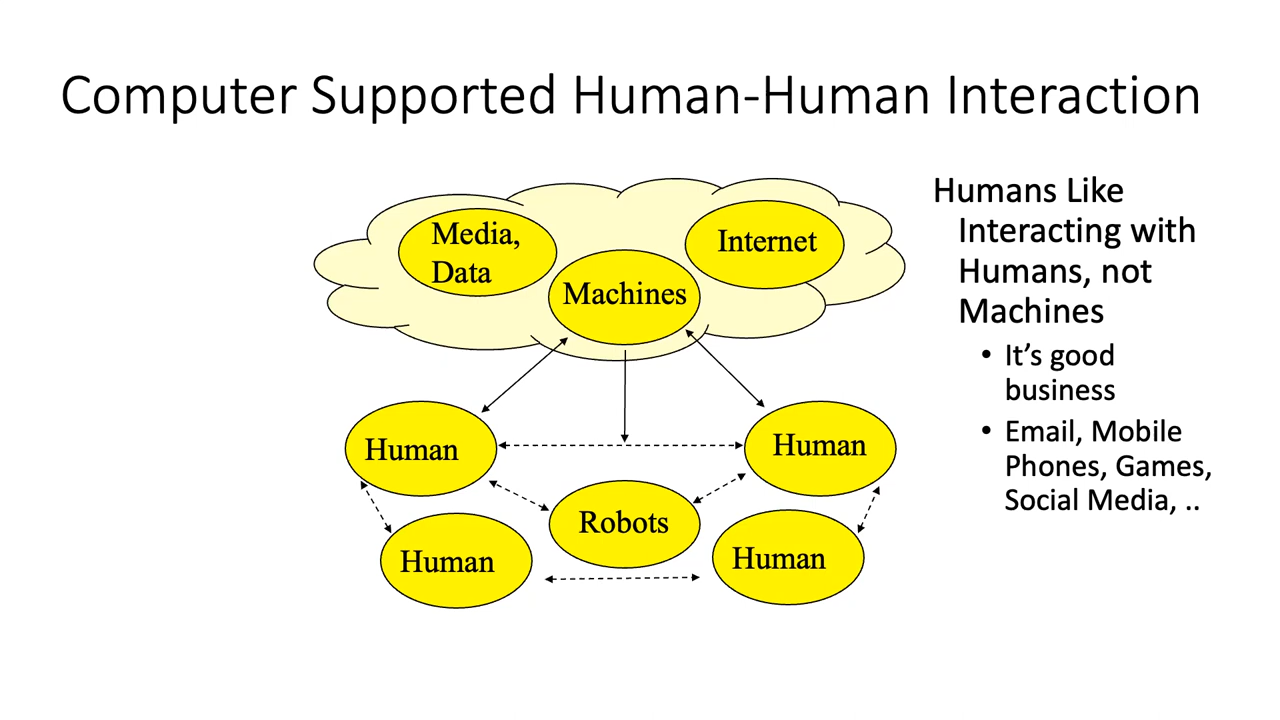 Computer Supported Human-Human Interaction
Media,
Data
Internet
Machines
Human
Human
Robots
Human
Human
Humans Like
Interacting with
Humans, not
Machines
• It’s good
business
• Email, Mobile
Phones, Games,
Social Media, ..